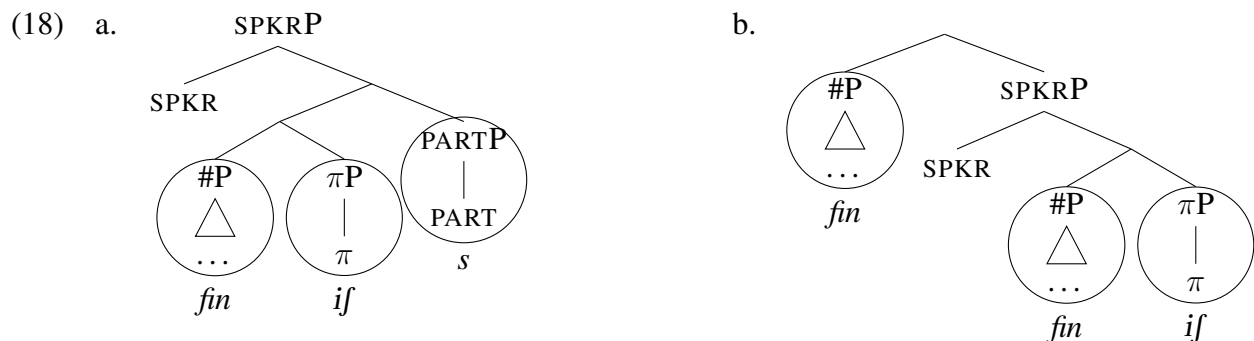 (18) a. SPKRP b.
SPKR #P SPKRP
#P πP PARTP ... SPKR
... π PART fin #P πP
fin iʃ s ... π
fin iʃ